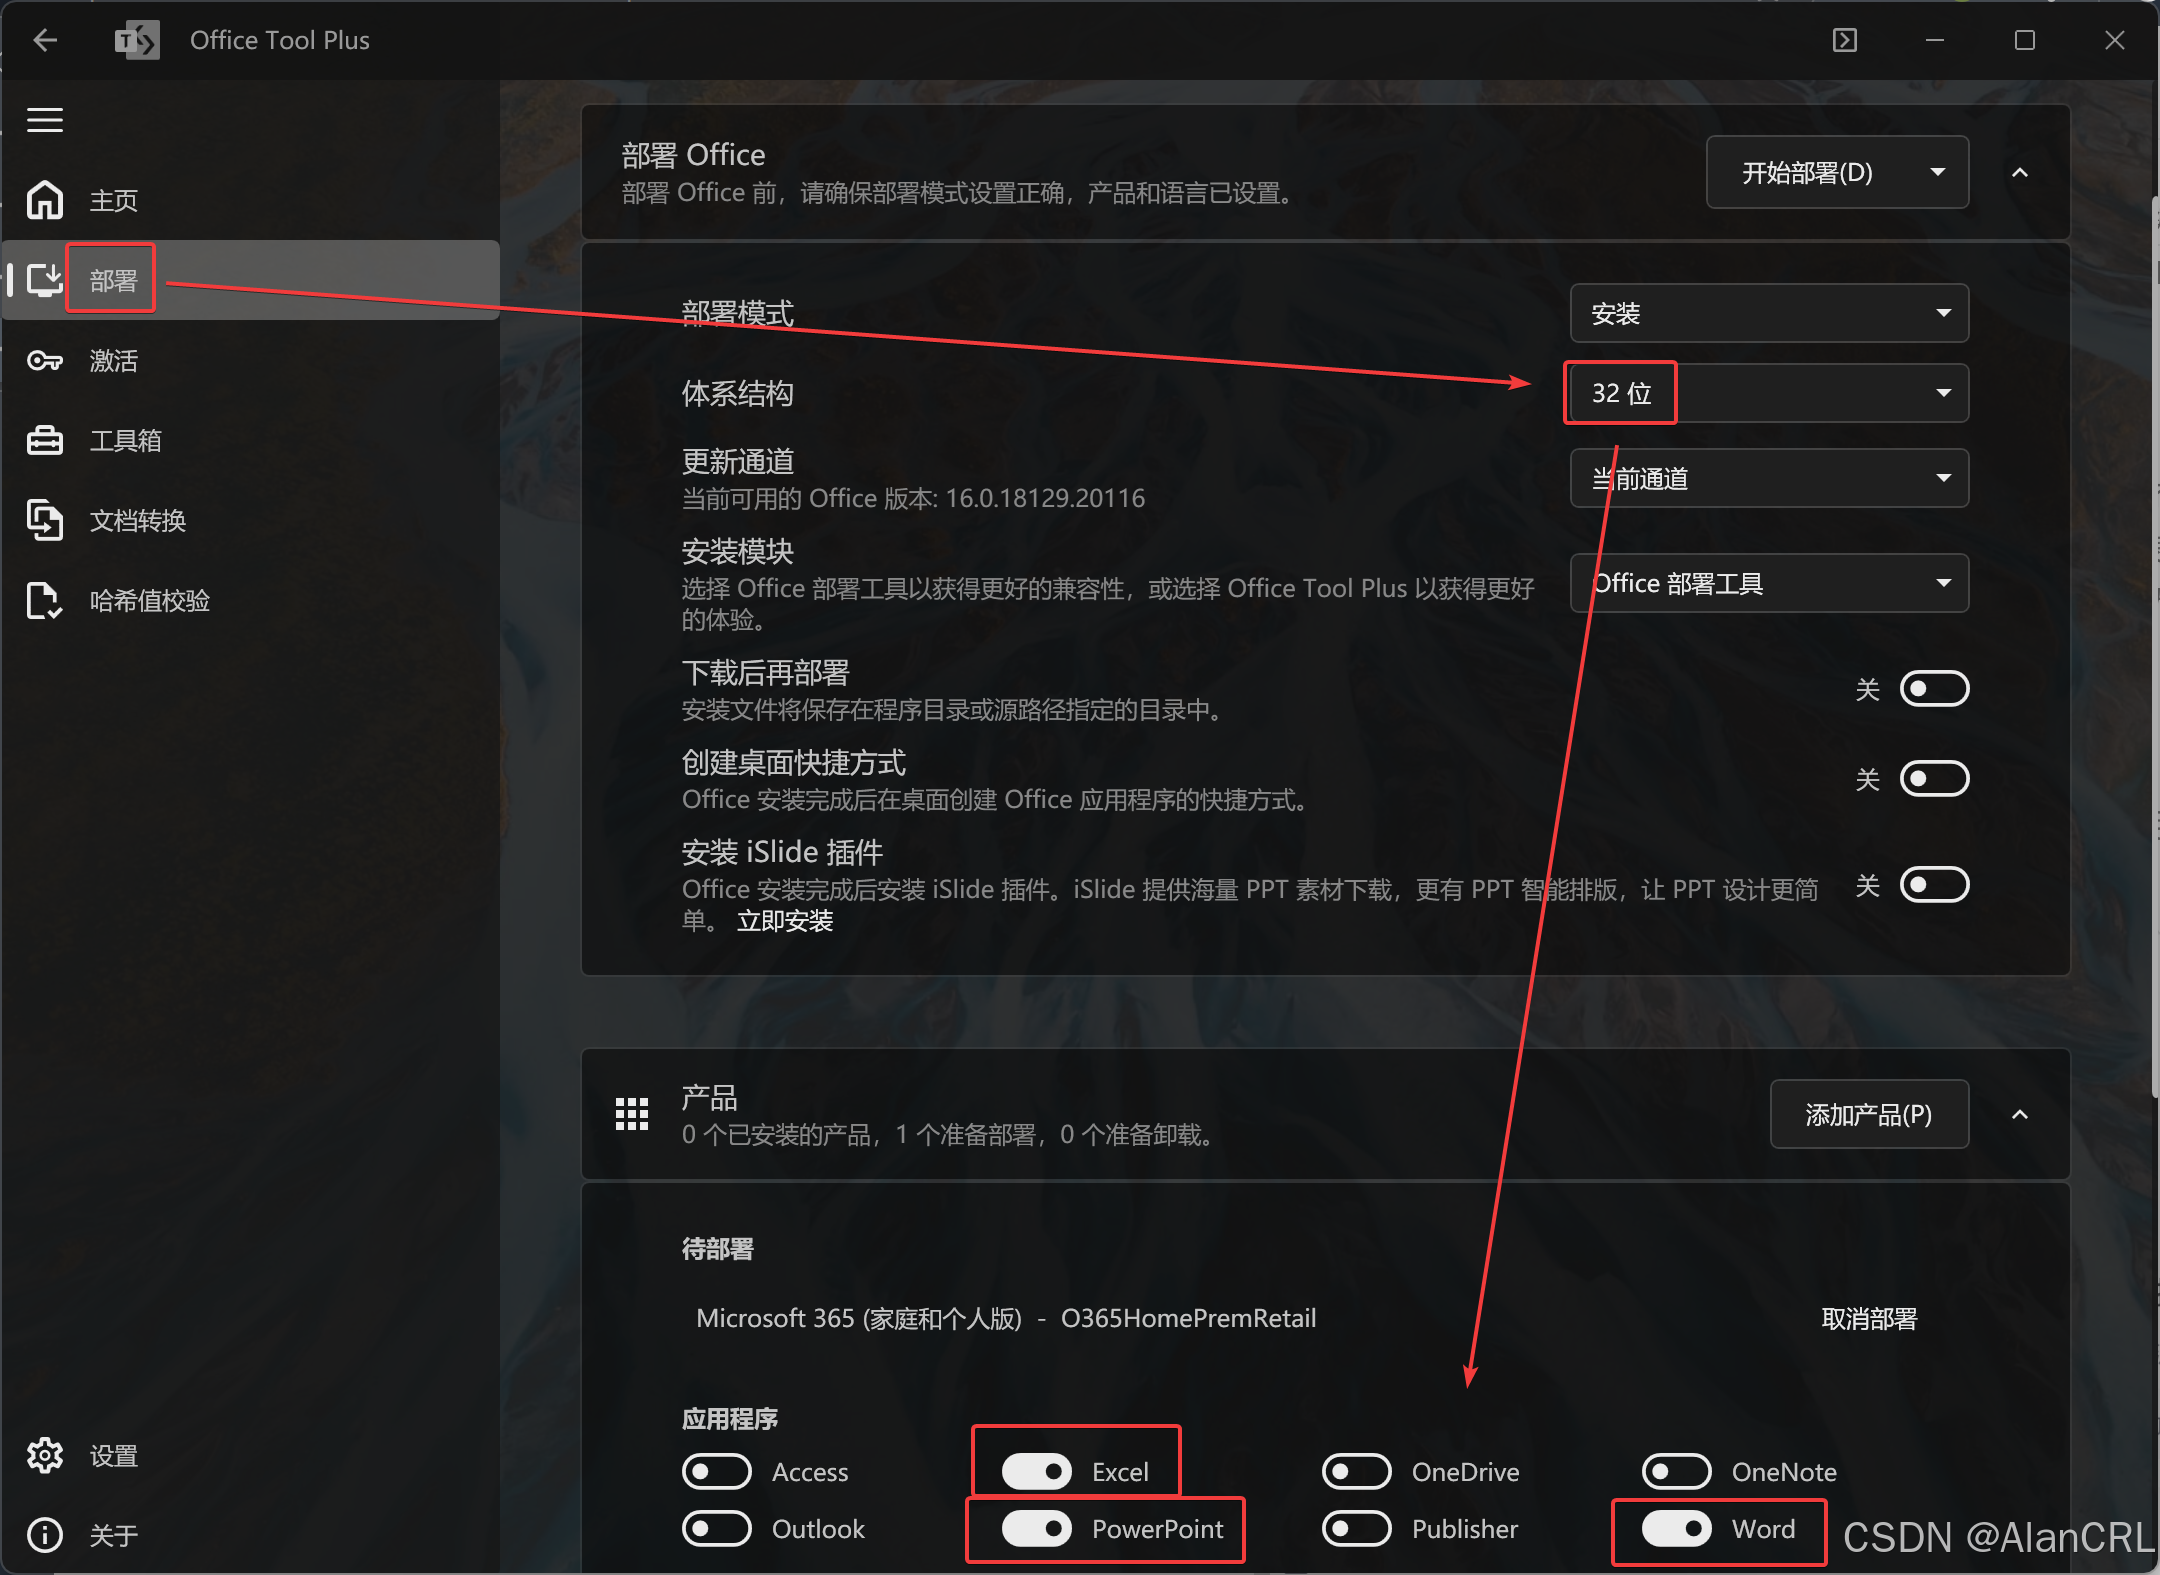 Office Tool Plus
主页
部署
激活
工具箱
文档转换
哈希值校验
设置
关于
部署 Office
部署 Office 前，请确保部署模式设置正确，产品和语言已设置。
开始部署(D)
部署模式
安装
体系结构
32 位
更新通道
当前可用的 Office 版本: 16.0.18129.20116
当前通道
安装模块
选择 Office 部署工具以获得更好的兼容性，或选择 Office Tool Plus 以获得更好
的体验。
Office 部署工具
下载后再部署
安装文件将保存在程序目录或源路径指定的目录中。
关
创建桌面快捷方式
Office 安装完成后在桌面创建 Office 应用程序的快捷方式。
关
安装 iSlide 插件
Office 安装完成后安装 iSlide 插件。iSlide 提供海量 PPT 素材下载，更有 PPT 智能排版，让 PPT 设计更简
单。 立即安装
关
产品
0 个已安装的产品，1 个准备部署，0 个准备卸载。
添加产品(P)
待部署
Microsoft 365 (家庭和个人版) - O365HomePremRetail
取消部署
应用程序
Access
Excel
OneDrive
OneNote
Outlook
PowerPoint
Publisher
Word
CSDN @AlanCRL